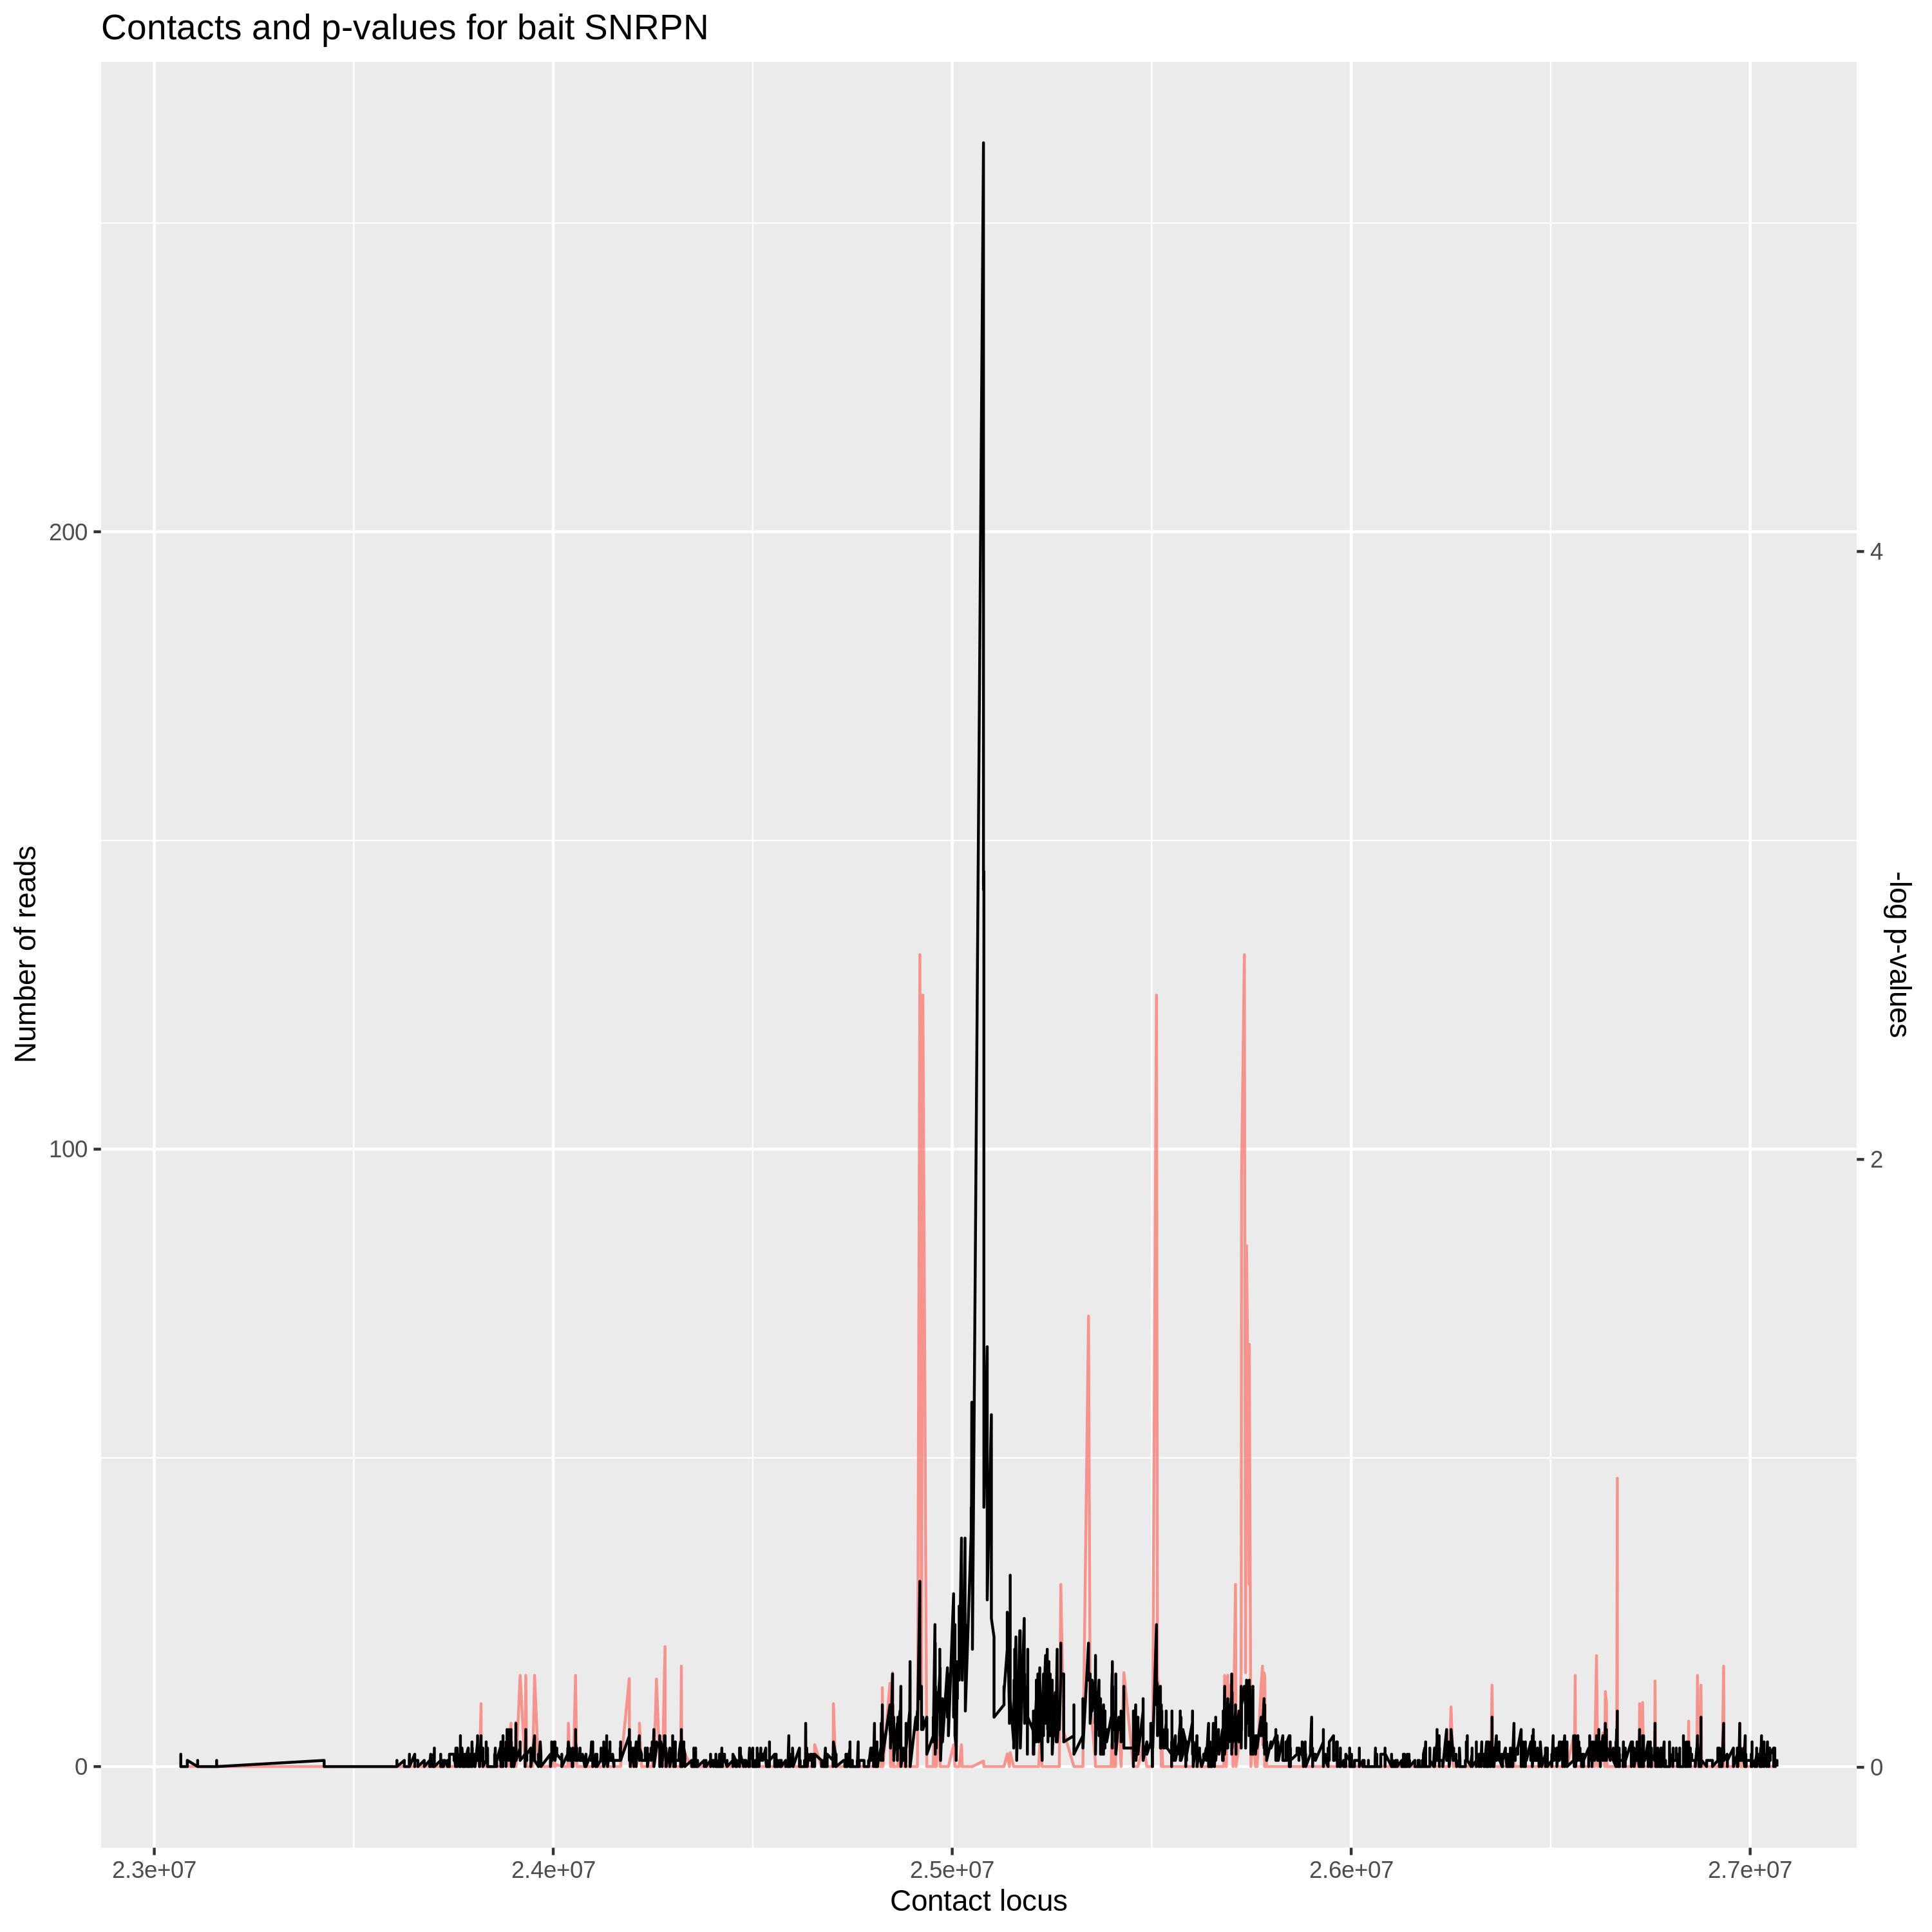 Contacts and p-values for bait SNRPN
Number of reads
200
100
0
4
2
0
-log p-values
2.3e+07
2.4e+07
2.5e+07
2.6e+07
2.7e+07
Contact locus